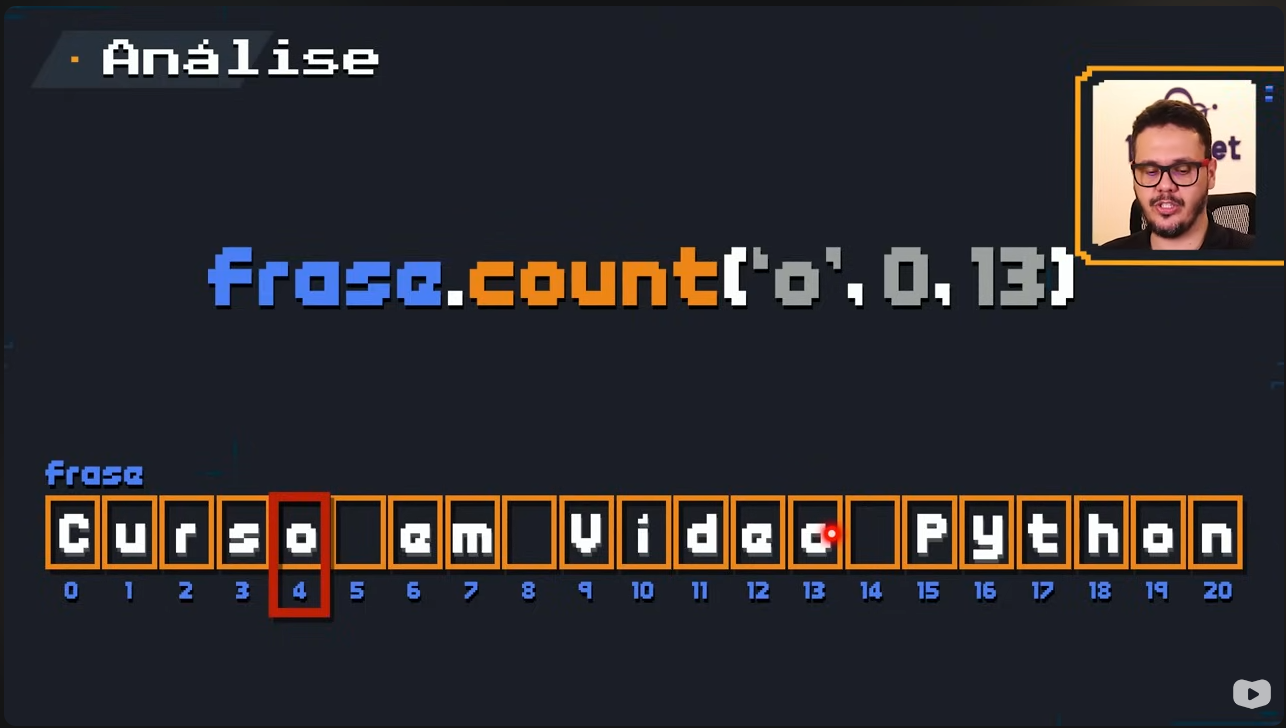 Análise
frase.count('o', 0, 13)
frase
C u r s o e m V í d e o P y t h o n
0 1 2 3 4 5 6 7 8 9 10 11 12 13 14 15 16 17 18 19 20